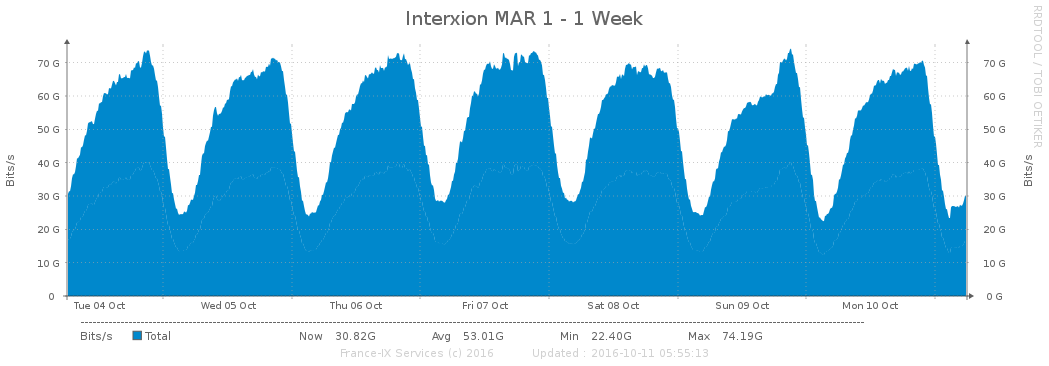 Interxion MAR 1 - 1 Week
RRDTOOL / TOBI OETIKER
Bits/s
Bits/s
70 G 70 G
60 G 60 G
50 G 50 G
40 G 40 G
30 G 30 G
20 G 20 G
10 G 10 G
0 0 G
Tue 04 Oct Wed 05 Oct Thu 06 Oct Fri 07 Oct Sat 08 Oct Sun 09 Oct Mon 10 Oct
Bits/s Total Now 30.82G Avg 53.01G Min 22.40G Max 74.19G
France-IX Services (c) 2016 Updated : 2016-10-11 05:55:13